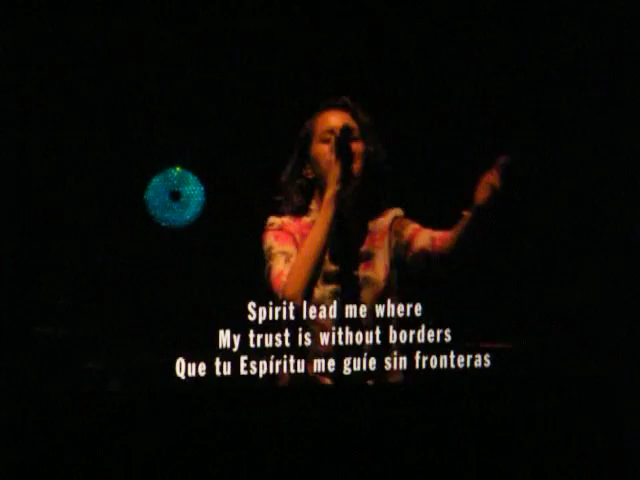 Spirit lead me where
My trust is without borders
Que tu Espíritu me guíe sin fronteras